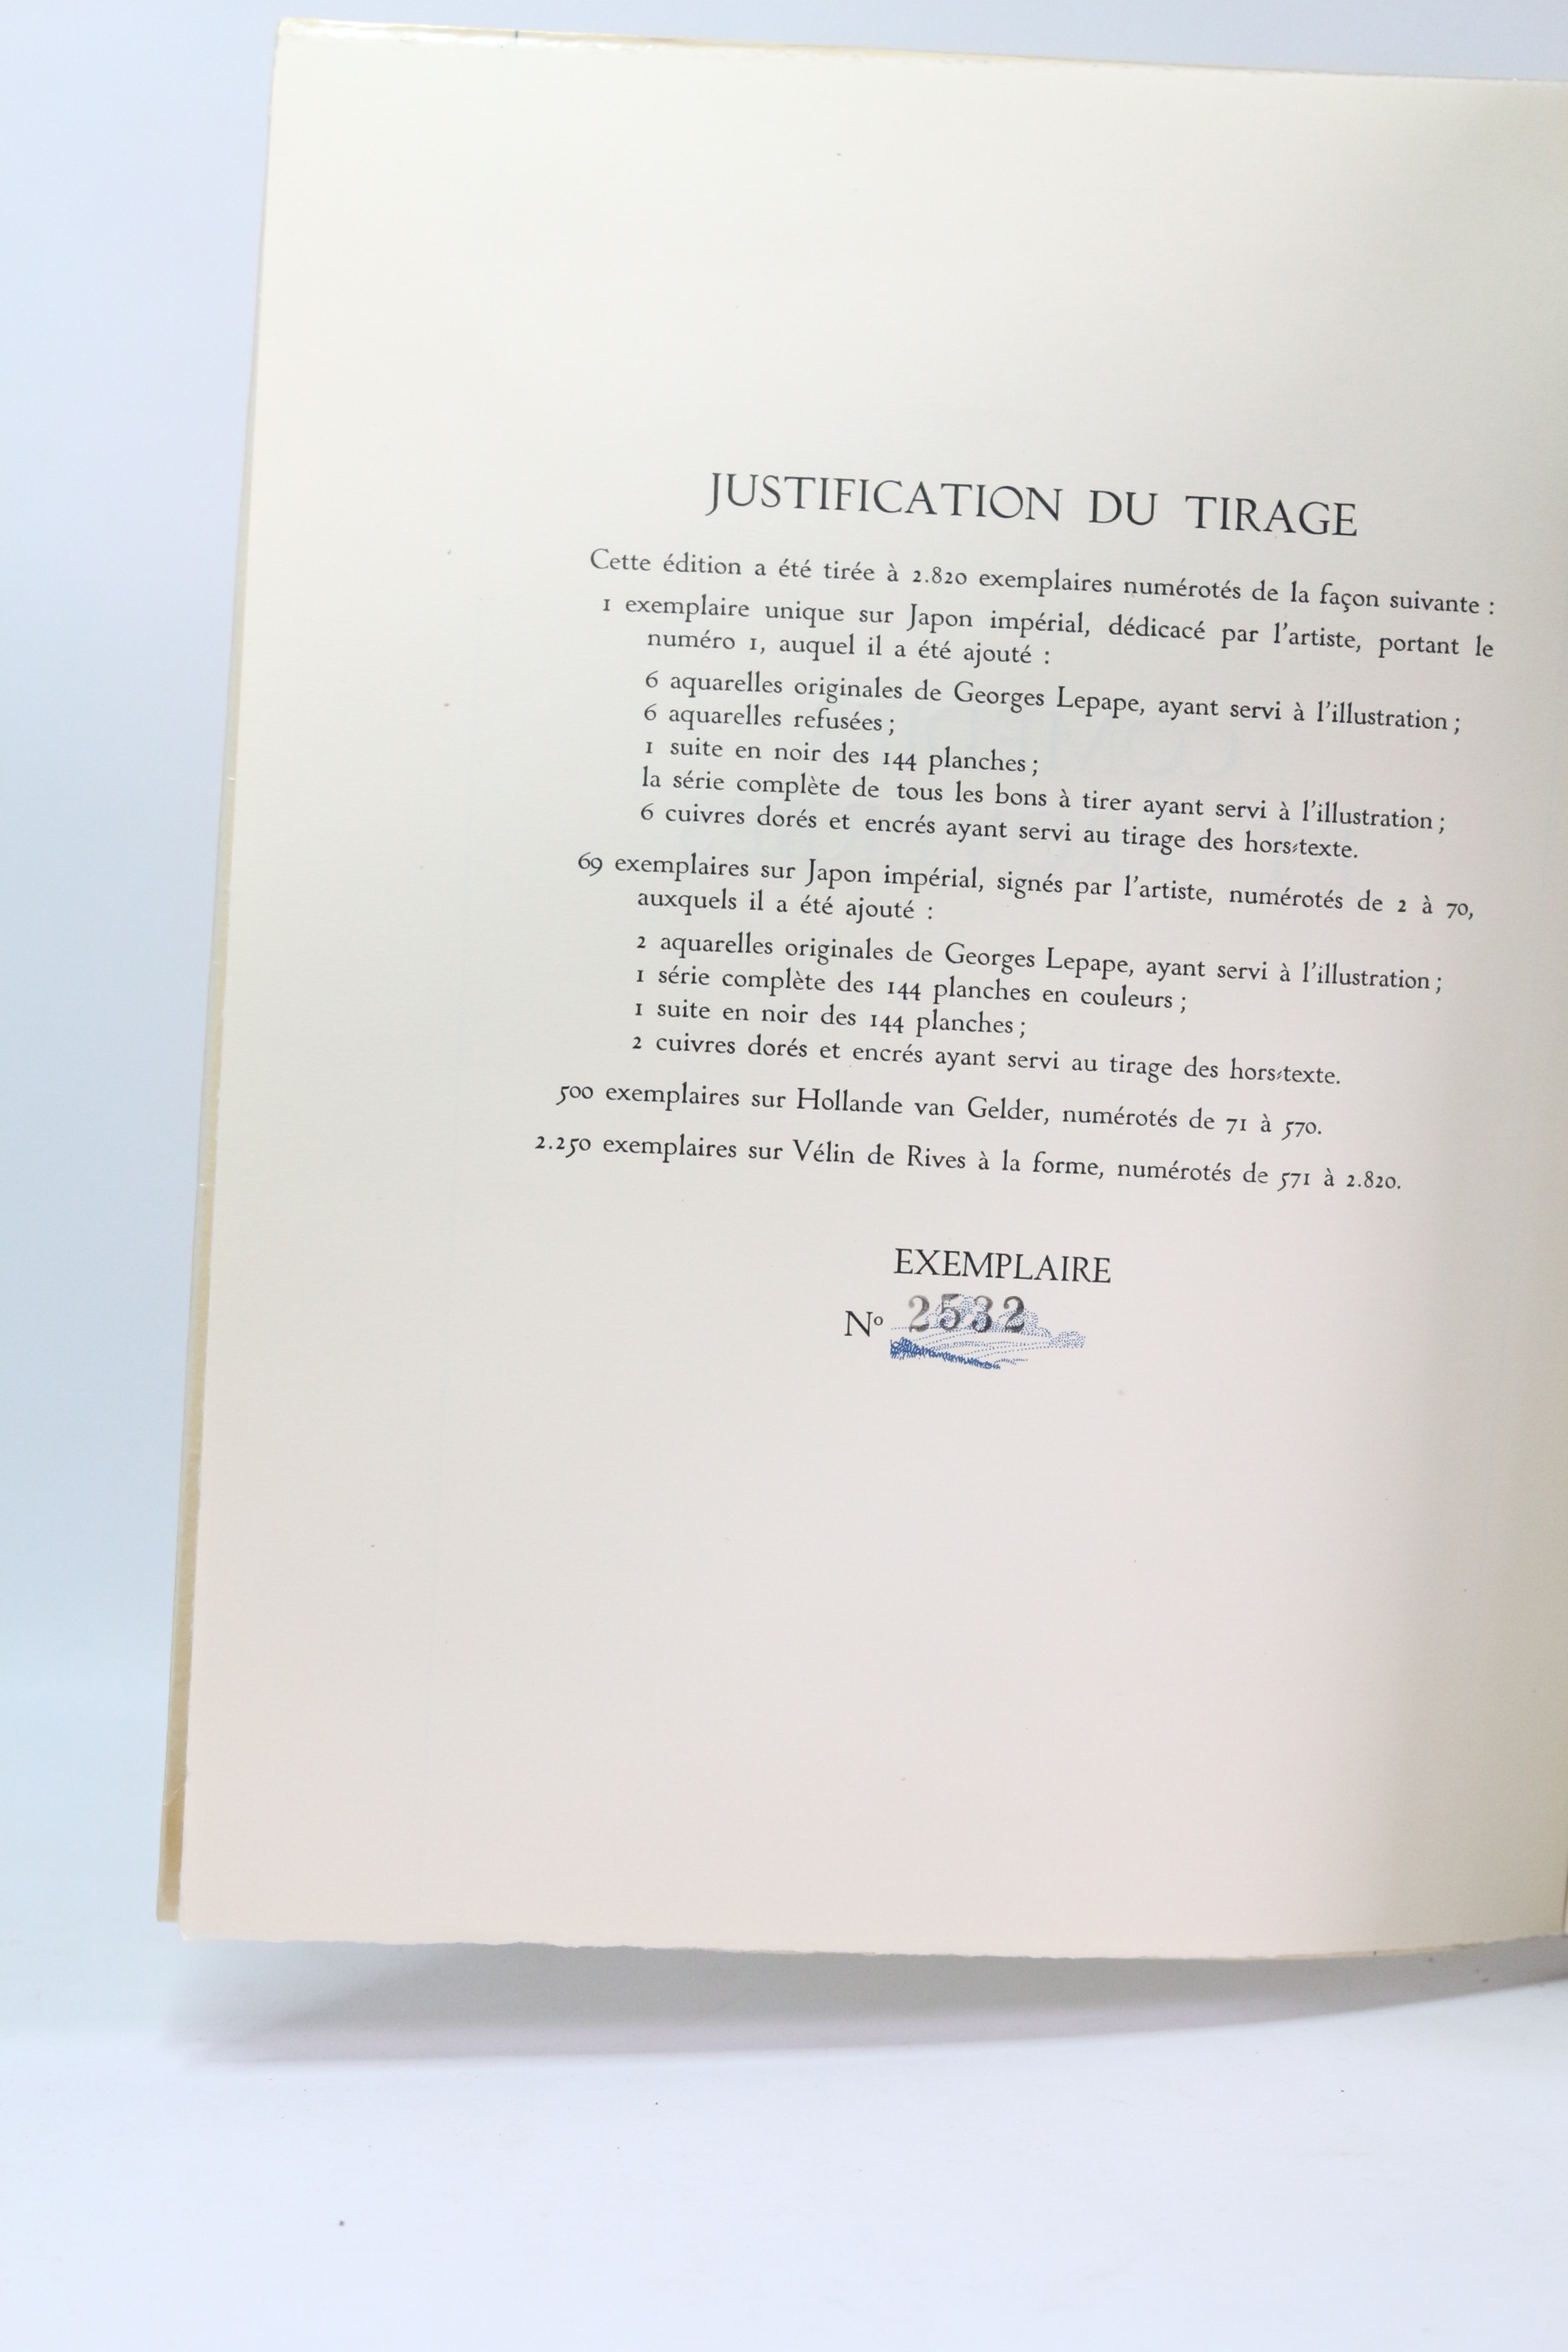 JUSTIFICATION DU TIRAGE
Cette édition a été tirée à 2.820 exemplaires numérotés de la façon suivante :
1 exemplaire unique sur Japon impérial, dédicacé par l'artiste, portant le
numéro 1, auquel il a été ajouté :
6 aquarelles originales de Georges Lepape, ayant servi à l'illustration ;
6 aquarelles refusées ;
1 suite en noir des 144 planches ;
la série complète de tous les bons à tirer ayant servi à l'illustration ;
6 cuivres dorés et encrés ayant servi au tirage des hors-texte.
69 exemplaires sur Japon impérial, signés par l'artiste, numérotés de 2 à 70,
auxquels il a été ajouté :
2 aquarelles originales de Georges Lepape, ayant servi à l'illustration ;
1 série complète des 144 planches en couleurs ;
1 suite en noir des 144 planches ;
2 cuivres dorés et encrés ayant servi au tirage des hors-texte.
500 exemplaires sur Hollande van Gelder, numérotés de 71 à 570.
2.250 exemplaires sur Vélin de Rives à la forme, numérotés de 571 à 2.820.
EXEMPLAIRE
Nº 2532